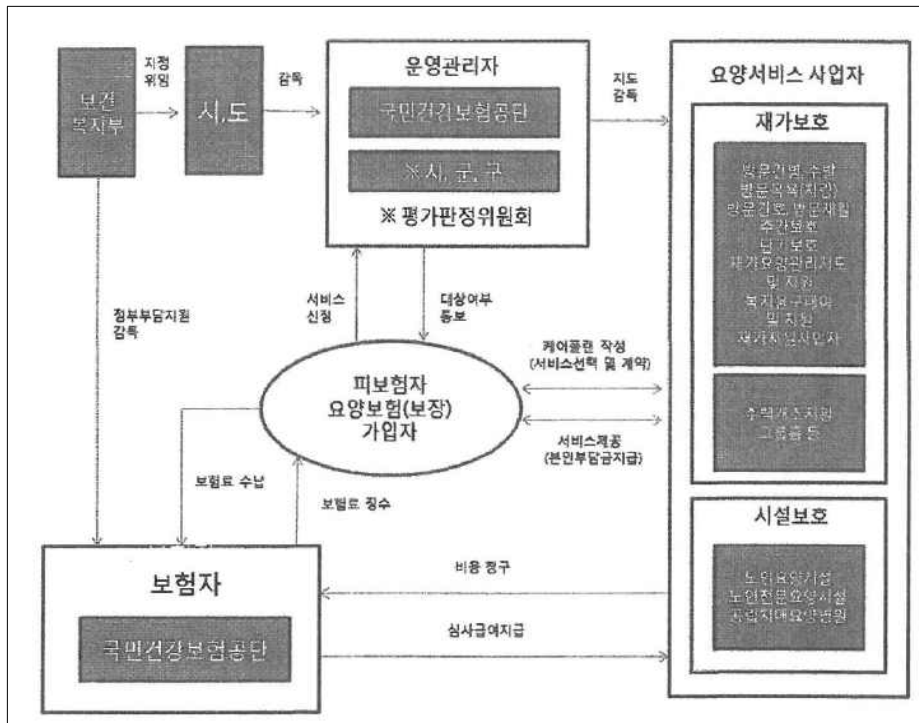 보건
복지부
지정
위임
시,도
감독
운영관리자
국민건강보험공단
※ 시, 군, 구
※ 평가판정위원회
지도
감독
요양서비스 사업자
재가보호
방문간병, 수발
방문목욕(차량)
방문간호, 방문재활
주간보호
단기보호
재가요양관리지도
및 지원
복지용구대여
및 지원
재가지원사업자
주택개조지원
그룹홈 등
시설보호
노인요양시설
노인전문요양시설
공립치매요양병원
정부부담지원
감독
서비스
신청
대상여부
통보
케어플랜 작성
(서비스선택 및 계약)
피보험자
요양보험(보장)
가입자
서비스제공
(본인부담금지급)
보험료 수납
보험료 징수
보험자
국민건강보험공단
비용 청구
심사급여지급